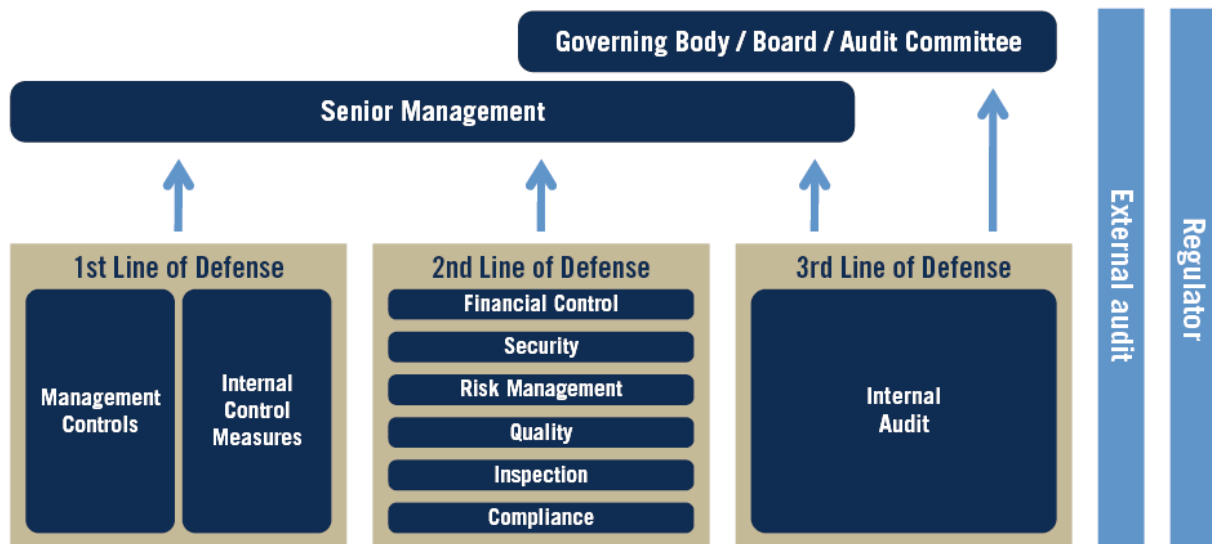 Governing Body / Board / Audit Committee
Senior Management
1st Line of Defense
Management
Controls
Internal
Control
Measures
2nd Line of Defense
Financial Control
Security
Risk Management
Quality
Inspection
Compliance
3rd Line of Defense
Internal
Audit
External audit
Regulator